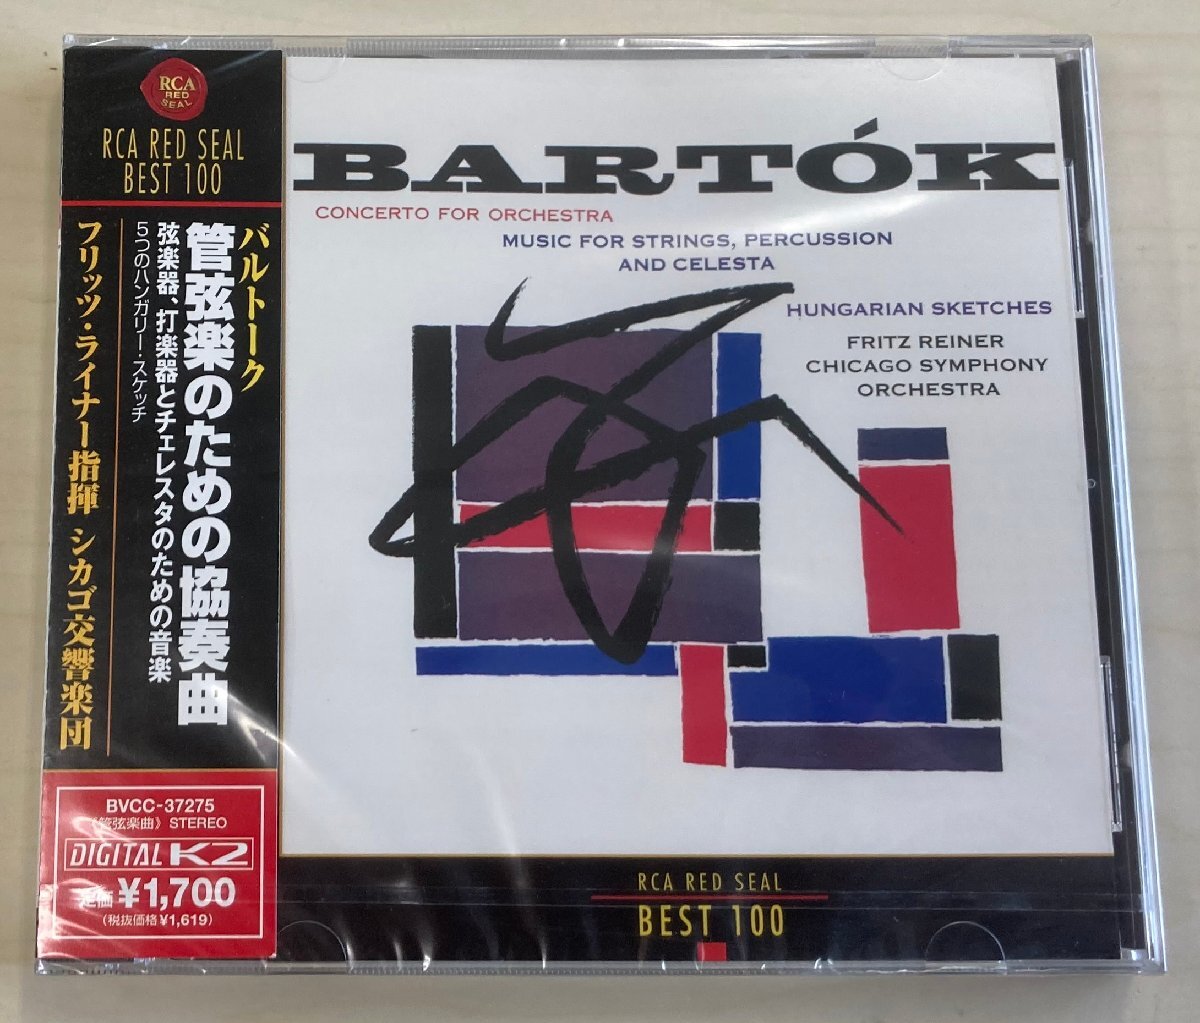 RCA
RED
SEAL
RCA RED SEAL
BEST 100
バルトーク
管弦楽のための協奏曲
弦楽器、打楽器とチェレスタのための音楽
5つのハンガリー・スケッチ
フリッツ・ライナー指揮 シカゴ交響楽団
BVCC-37275
《管弦楽曲》 STEREO
DIGITAL K2
定価 ¥1,700
(税抜価格 ¥1,619)
BARTÓK
CONCERTO FOR ORCHESTRA
MUSIC FOR STRINGS, PERCUSSION
AND CELESTA
HUNGARIAN SKETCHES
FRITZ REINER
CHICAGO SYMPHONY
ORCHESTRA
RCA RED SEAL
BEST 100